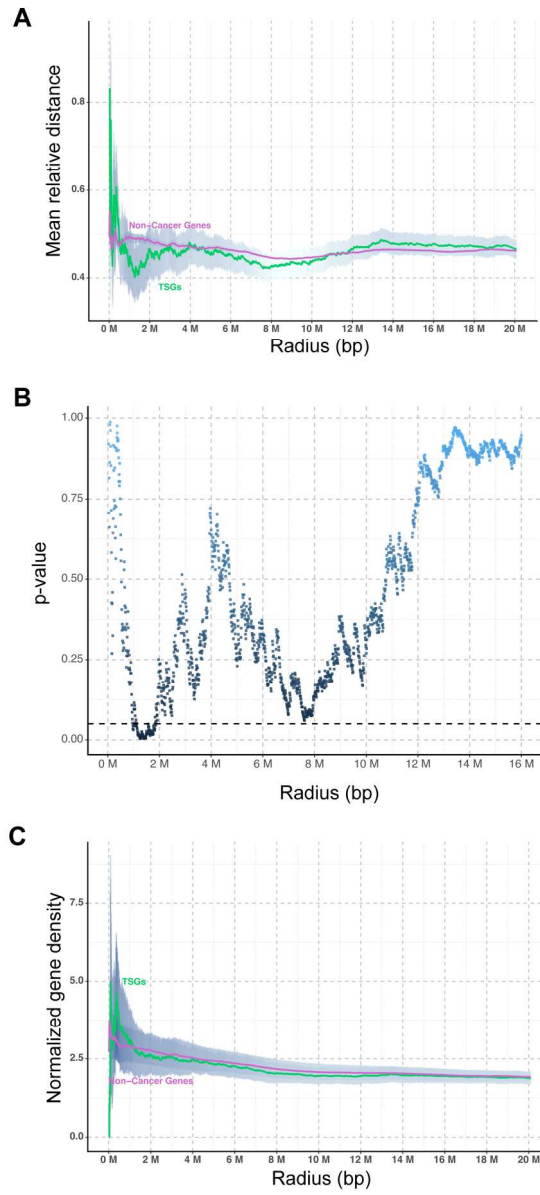 A
Mean relative distance
0.8
0.6
0.4
Non-Cancer Genes
TSGs
0 M 2 M 4 M 6 M 8 M 10 M 12 M 14 M 16 M 18 M 20 M
Radius (bp)
B
p-value
1.00
0.75
0.50
0.25
0.00
0 M 2 M 4 M 6 M 8 M 10 M 12 M 14 M 16 M
Radius (bp)
C
Normalized gene density
7.5
5.0
2.5
0.0
TSGs
Non-Cancer Genes
0 M 2 M 4 M 6 M 8 M 10 M 12 M 14 M 16 M 18 M 20 M
Radius (bp)